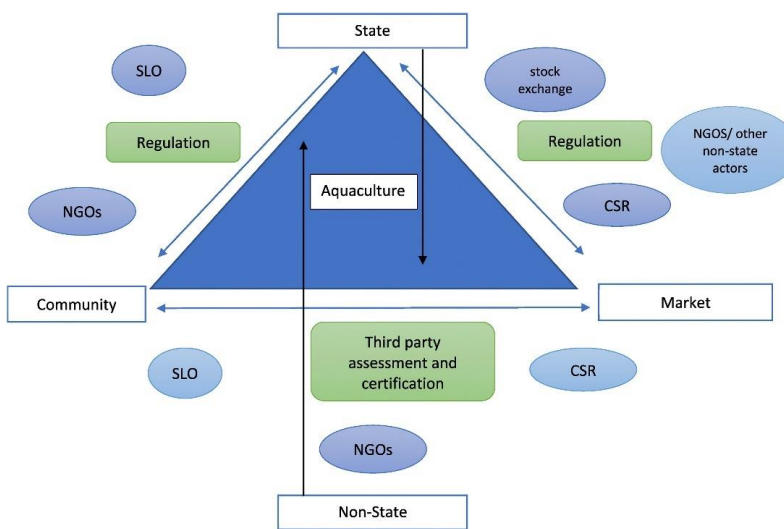 State
SLO
stock
exchange
Regulation
Regulation
NGOS/ other
non-state
actors
Aquaculture
NGOs
CSR
Community
Market
Third party
assessment and
certification
SLO
CSR
NGOs
Non-State